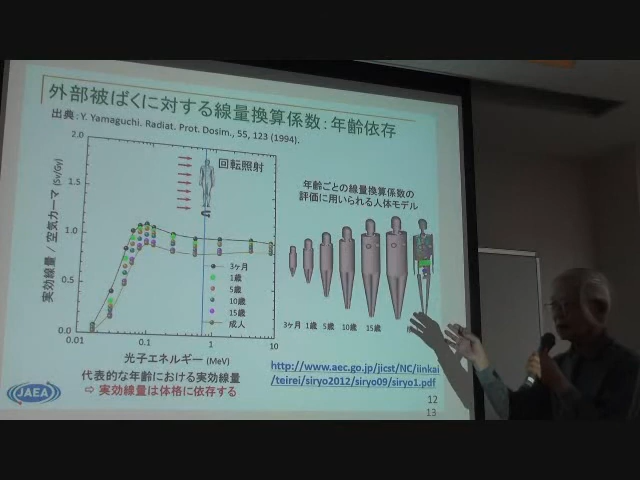 外部被ばくに対する線量換算係数：年齢依存
出典：Y. Yamaguchi. Radiat. Prot. Dosim., 55, 123 (1994).
回転照射
年齢ごとの線量換算係数の
評価に用いられる人体モデル
実効線量 / 空気カーマ (Sv/Gy)
2.0
1.5
1.0
0.5
0.0
3ヶ月
1歳
5歳
10歳
15歳
成人
0.01 0.1 1 10
光子エネルギー (MeV)
3ヶ月 1歳 5歳 10歳 15歳
http://www.aec.go.jp/jicst/NC/iinkai
/teirei/siryo2012/siryo09/siryo1.pdf
代表的な年齢における実効線量
⇨ 実効線量は体格に依存する
JAEA
12
13